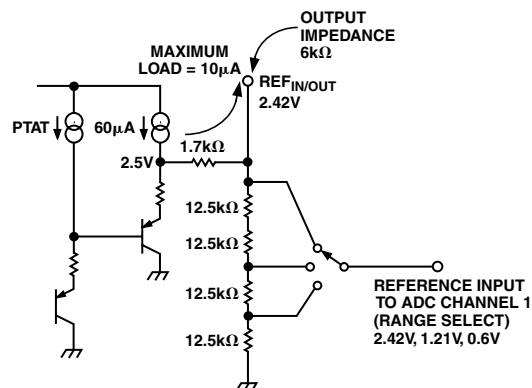 OUTPUT
IMPEDANCE
6kΩ
MAXIMUM
LOAD = 10μA
REF IN/OUT
2.42V
PTAT
60μA
1.7kΩ
2.5V
12.5kΩ
12.5kΩ
12.5kΩ
12.5kΩ
REFERENCE INPUT
TO ADC CHANNEL 1
(RANGE SELECT)
2.42V, 1.21V, 0.6V